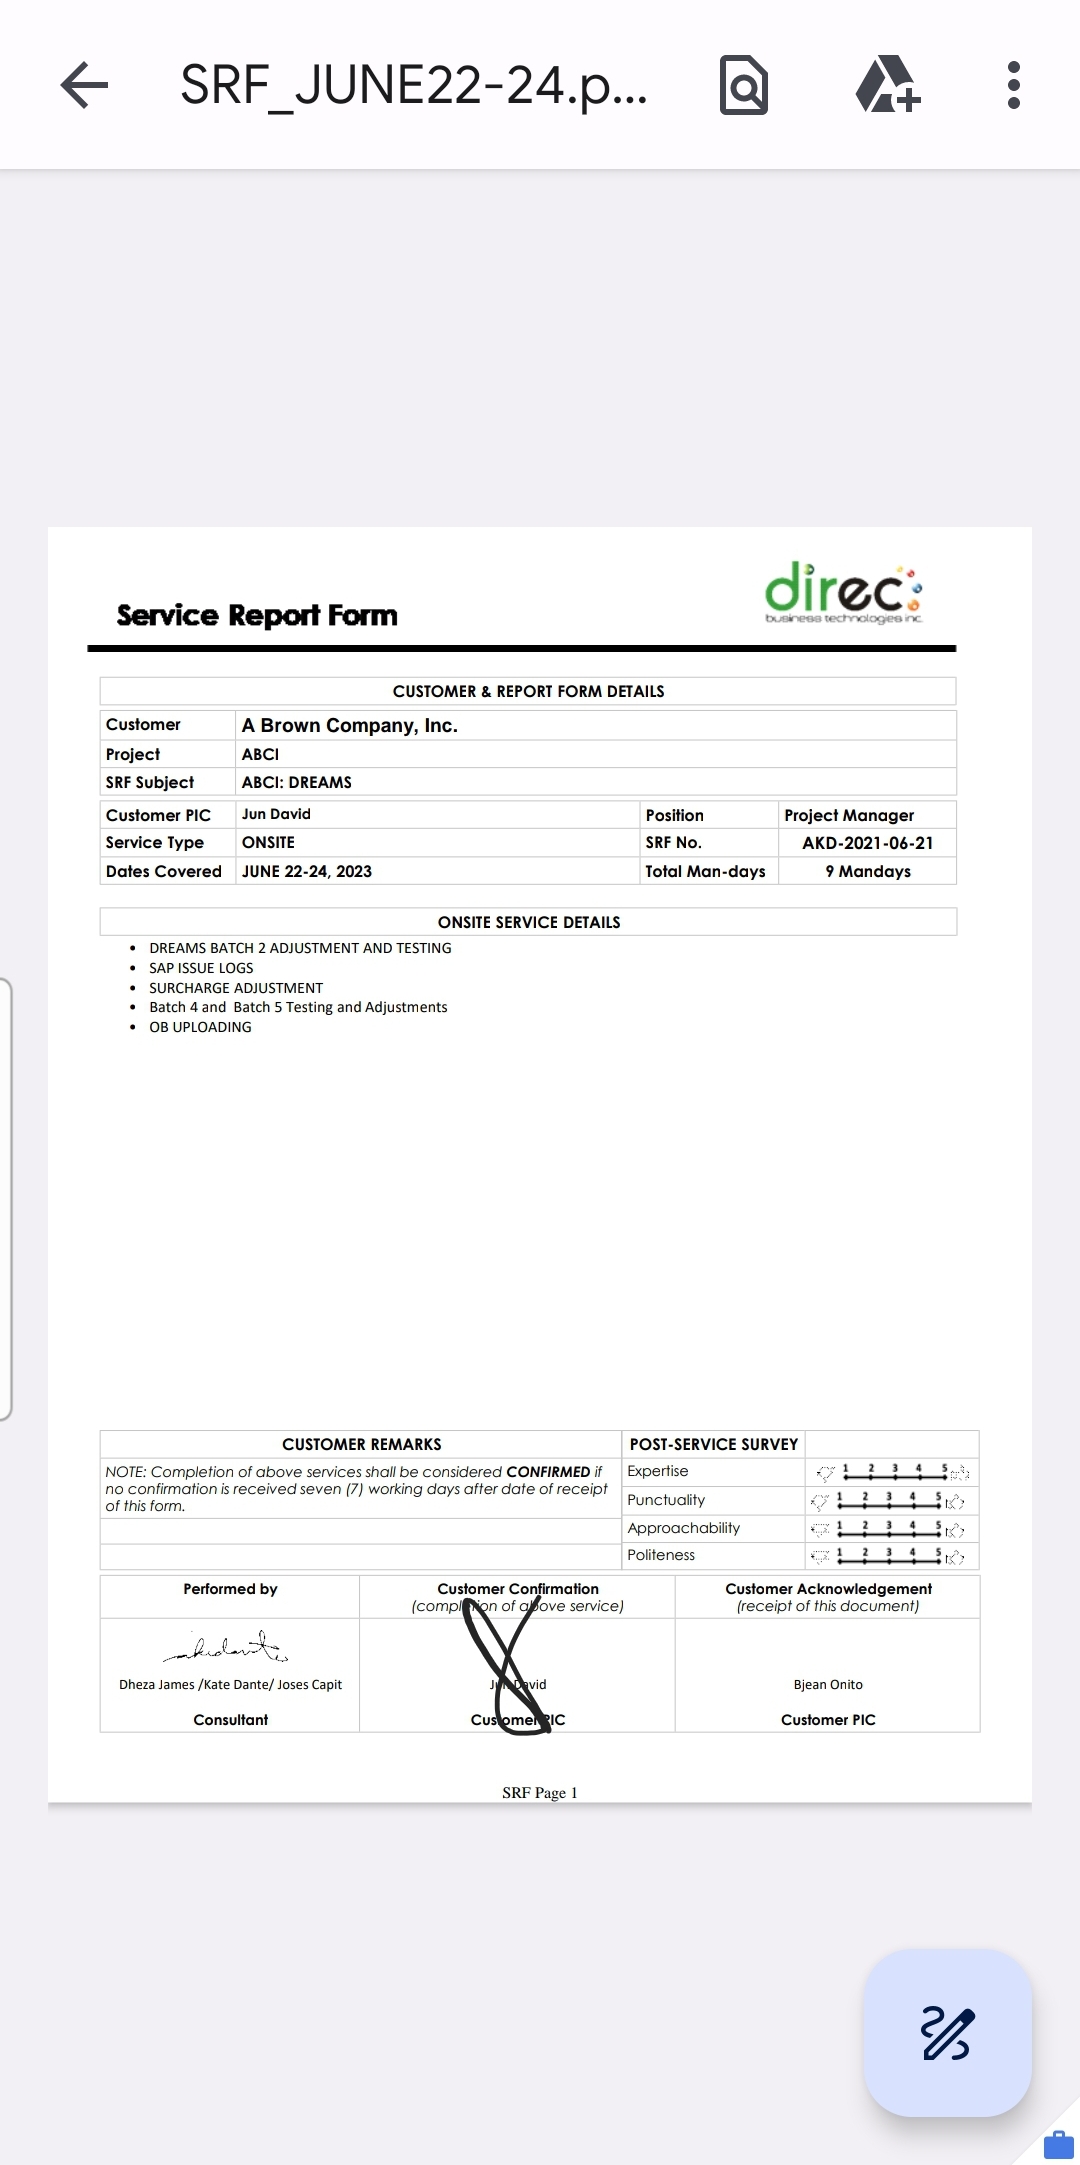 SRF_JUNE22-24.p...
direc
business technologies inc.
Service Report Form
CUSTOMER & REPORT FORM DETAILS
Customer A Brown Company, Inc.
Project ABCI
SRF Subject ABCI: DREAMS
Customer PIC Jun David Position Project Manager
Service Type ONSITE SRF No. AKD-2021-06-21
Dates Covered JUNE 22-24, 2023 Total Man-days 9 Mandays
ONSITE SERVICE DETAILS
• DREAMS BATCH 2 ADJUSTMENT AND TESTING
• SAP ISSUE LOGS
• SURCHARGE ADJUSTMENT
• Batch 4 and Batch 5 Testing and Adjustments
• OB UPLOADING
CUSTOMER REMARKS POST-SERVICE SURVEY
NOTE: Completion of above services shall be considered CONFIRMED if
no confirmation is received seven (7) working days after date of receipt
of this form.
Expertise 1 2 3 4 5
Punctuality 1 2 3 4 5
Approachability 1 2 3 4 5
Politeness 1 2 3 4 5
Performed by Customer Confirmation Customer Acknowledgement
(completion of above service) (receipt of this document)
Dheza James /Kate Dante/ Joses Capit Jun David Bjean Onito
Consultant Customer PIC Customer PIC
SRF Page 1